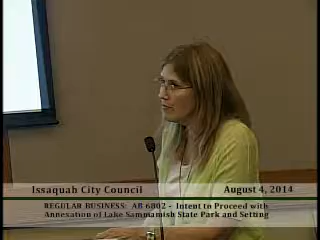 Issaquah City Council August 4, 2014
REGULAR BUSINESS: AB 6802 - Intent to Proceed with
Annexation of Lake Sammamish State Park and Setting